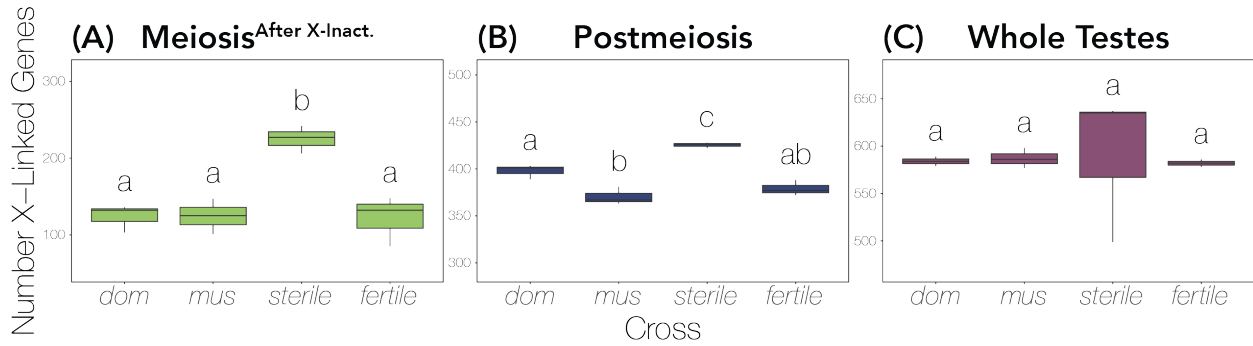 Number X–Linked Genes
(A) Meiosis After X-Inact.
300
200
100
a
a
b
a
dom mus sterile fertile
(B) Postmeiosis
500
450
400
350
300
a
b
c
ab
dom mus sterile fertile
(C) Whole Testes
650
600
550
500
a
a
a
a
dom mus sterile fertile
Cross